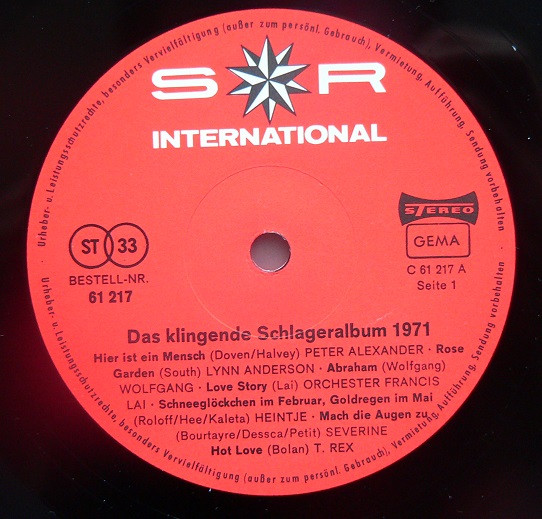 Urheber- u. Leistungsschutzrechte, besonders Vervielfältigung (außer zum persönl. Gebrauch), Vermietung, Aufführung, Sendung vorbehalten
S R
INTERNATIONAL
STEREO
ST 33
GEMA
BESTELL-NR.
61 217
C 61 217 A
Seite 1
Das klingende Schlageralbum 1971
Hier ist ein Mensch (Doven/Halvey) PETER ALEXANDER · Rose
Garden (South) LYNN ANDERSON · Abraham (Wolfgang)
WOLFGANG · Love Story (Lai) ORCHESTER FRANCIS
LAI · Schneeglöckchen im Februar, Goldregen im Mai
(Roloff/Hee/Kaleta) HEINTJE · Mach die Augen zu
(Bourtayre/Dessca/Petit) SEVERINE
Hot Love (Bolan) T. REX
Urheber- u. Leistungsschutzrechte, besonders Vervielfältigung (außer zum persönl. Gebrauch), Vermietung, Aufführung, Sendung vorbehalten